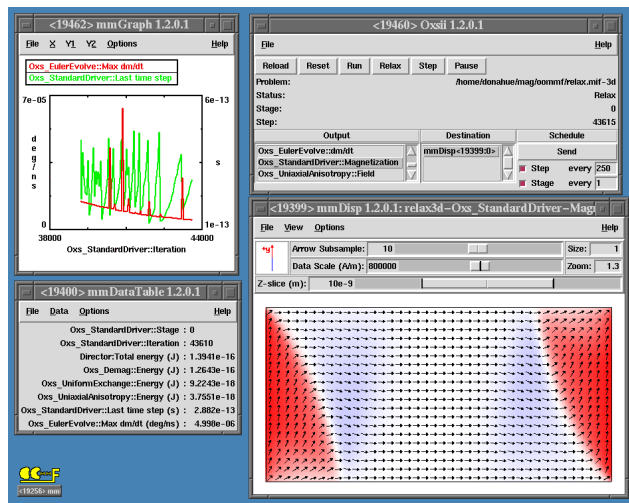 <19462> mmGraph 1.2.0.1
File X Y1 Y2 Options Help
Oxs_EulerEvolve::Max dm/dt
Oxs_StandardDriver::Last time step
7e-05 6e-13
deg/ns s
0 1e-13
38000 44000
Oxs_StandardDriver::Iteration
<19460> Oxsii 1.2.0.1
File Help
Reload Reset Run Relax Step Pause
Problem: /home/donahue/mag/oommf/relax.mif-3d
Status: Relax
Stage: 0
Step: 43615
Output Destination Schedule
Oxs_EulerEvolve::dm/dt mmDisp<19399:0> Send
Oxs_StandardDriver::Magnetization Step every 250
Oxs_UniaxialAnisotropy::Field Stage every 1
<19400> mmDataTable 1.2.0.1
File Data Options Help
Oxs_StandardDriver::Stage : 0
Oxs_StandardDriver::Iteration : 43610
Director:Total energy (J) : 1.3941e-16
Oxs_Demag::Energy (J) : 1.2643e-16
Oxs_UniformExchange::Energy (J) : 9.2243e-18
Oxs_UniaxialAnisotropy::Energy (J) : 3.7551e-18
Oxs_StandardDriver::Last time step (s) : 2.882e-13
Oxs_EulerEvolve::Max dm/dt (deg/ns) : 4.998e-06
<19399> mmDisp 1.2.0.1: relax3d-Oxs_StandardDriver-Magn
File View Options Help
+y Arrow Subsample: 10 Size: 1
Data Scale (A/m): 800000 Zoom: 1.3
Z-slice (m): 10e-9
<19256> mm